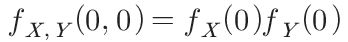 f_{X, Y}(0, 0) = f_X(0) f_Y(0)